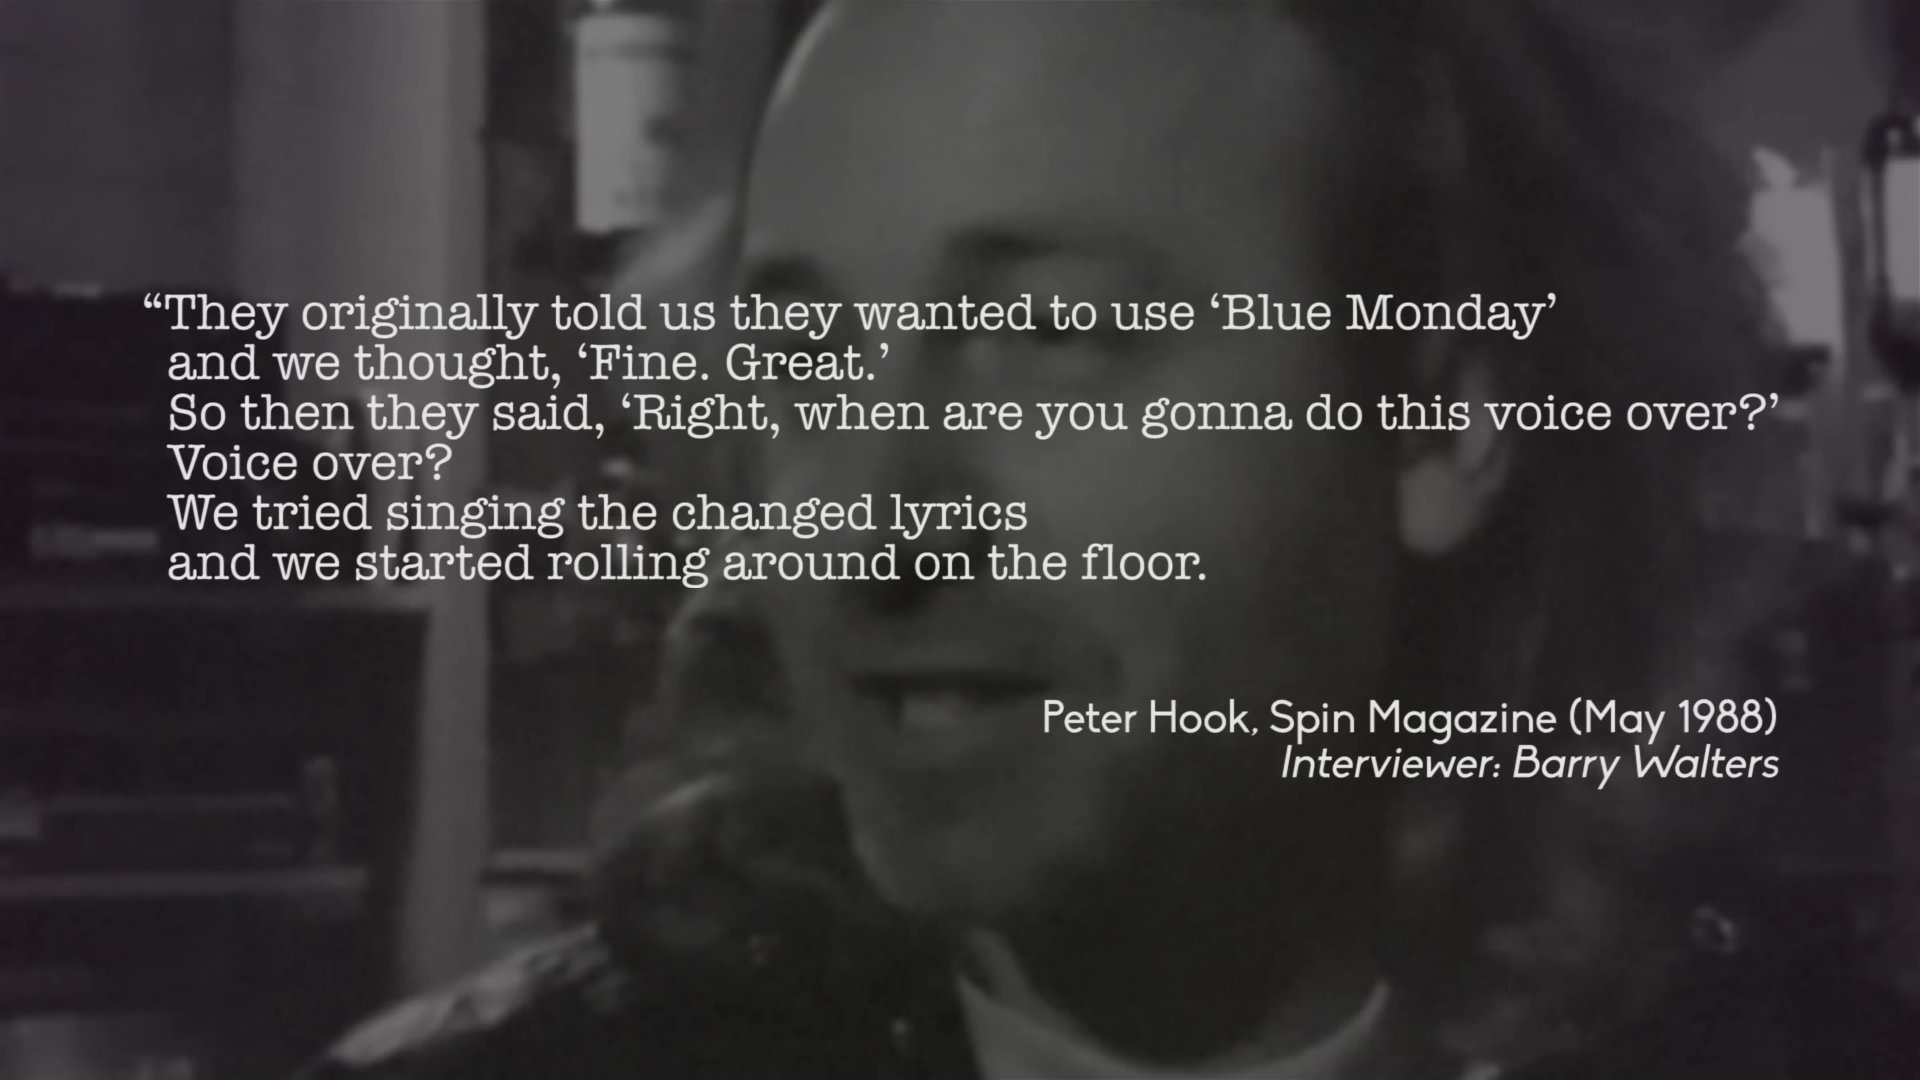 “They originally told us they wanted to use ‘Blue Monday’
and we thought, ‘Fine. Great.’
So then they said, ‘Right, when are you gonna do this voice over?’
Voice over?
We tried singing the changed lyrics
and we started rolling around on the floor.
Peter Hook, Spin Magazine (May 1988)
Interviewer: Barry Walters